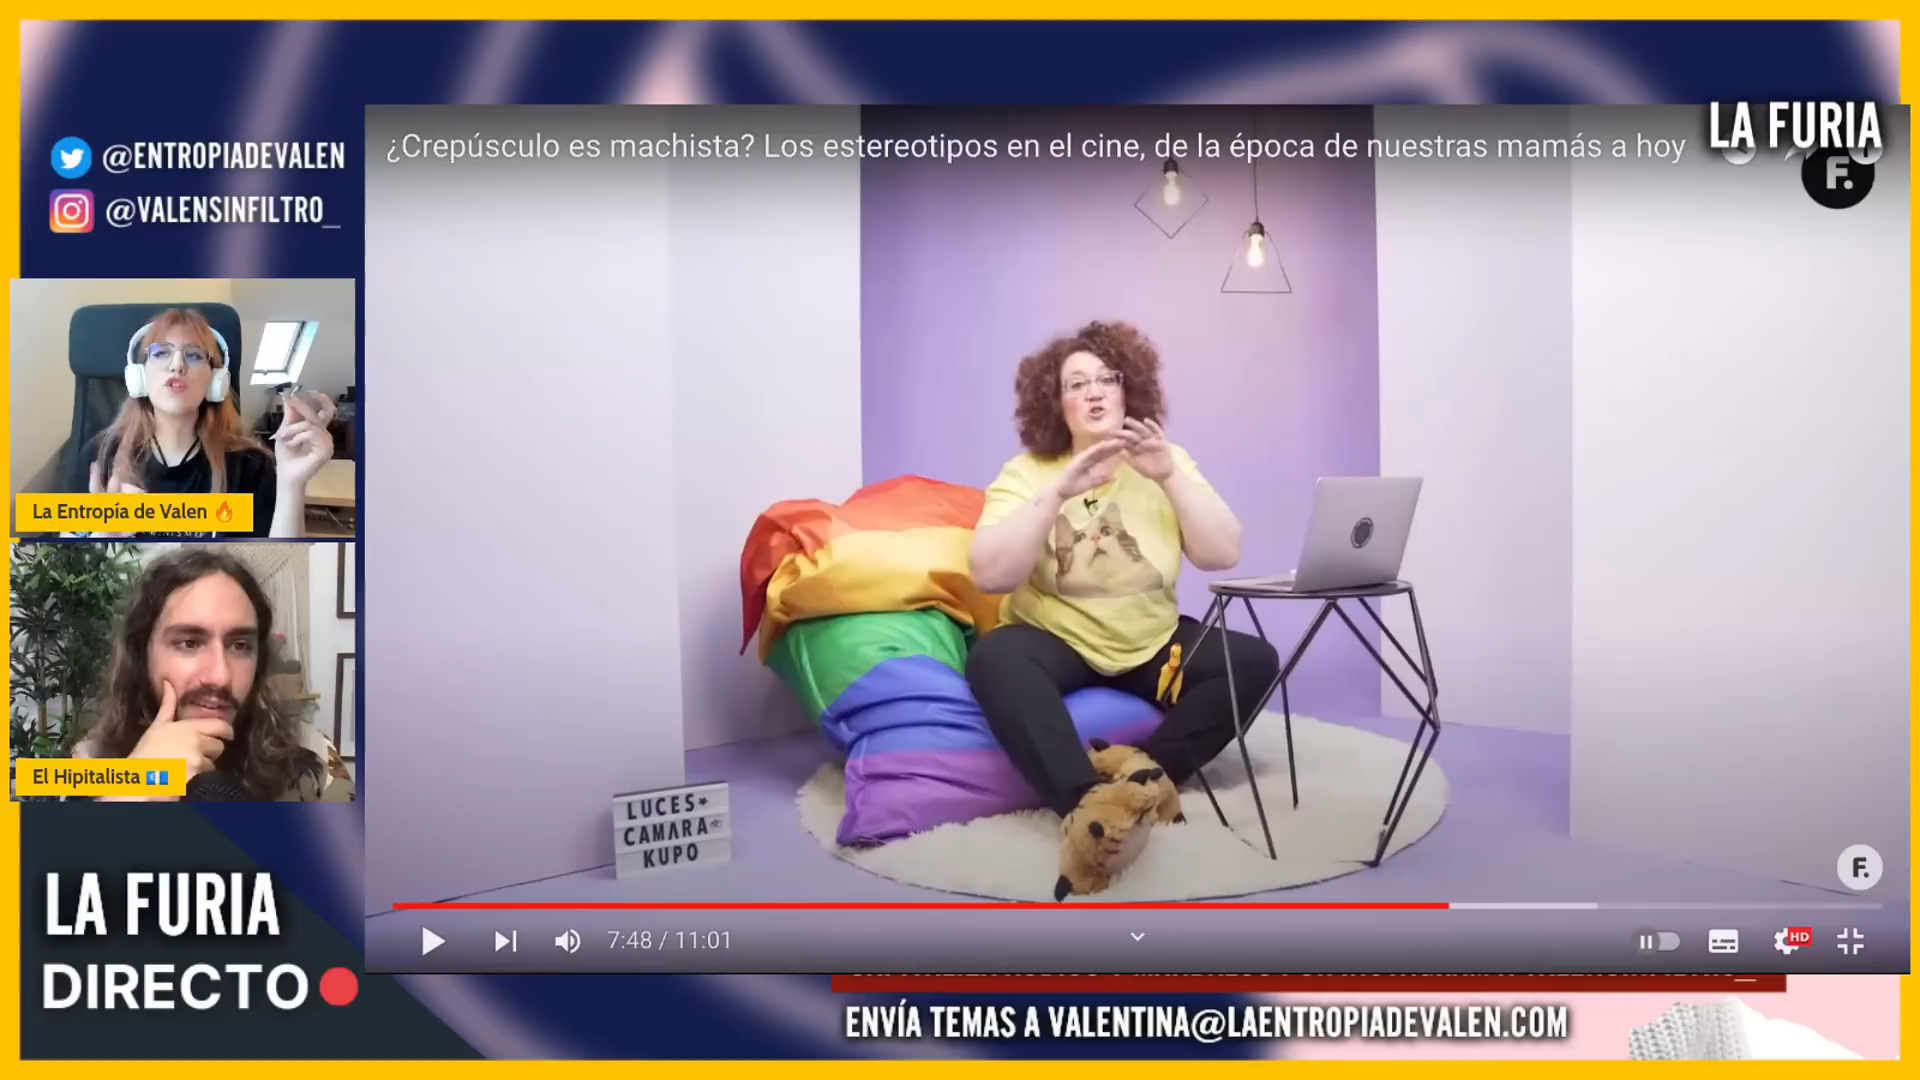 ¿Crepúsculo es machista? Los estereotipos en el cine, de la época de nuestras mamás a hoy
LA FURIA
F.
@ENTROPIADEVALEN
@VALENSINFILTRO_
La Entropía de Valen
El Hipitalista
LUCES
CAMARA
KUPO
F.
LA FURIA
DIRECTO
7:48 / 11:01
HD
ENVÍA TEMAS A VALENTINA@LAENTROPIADEVALEN.COM